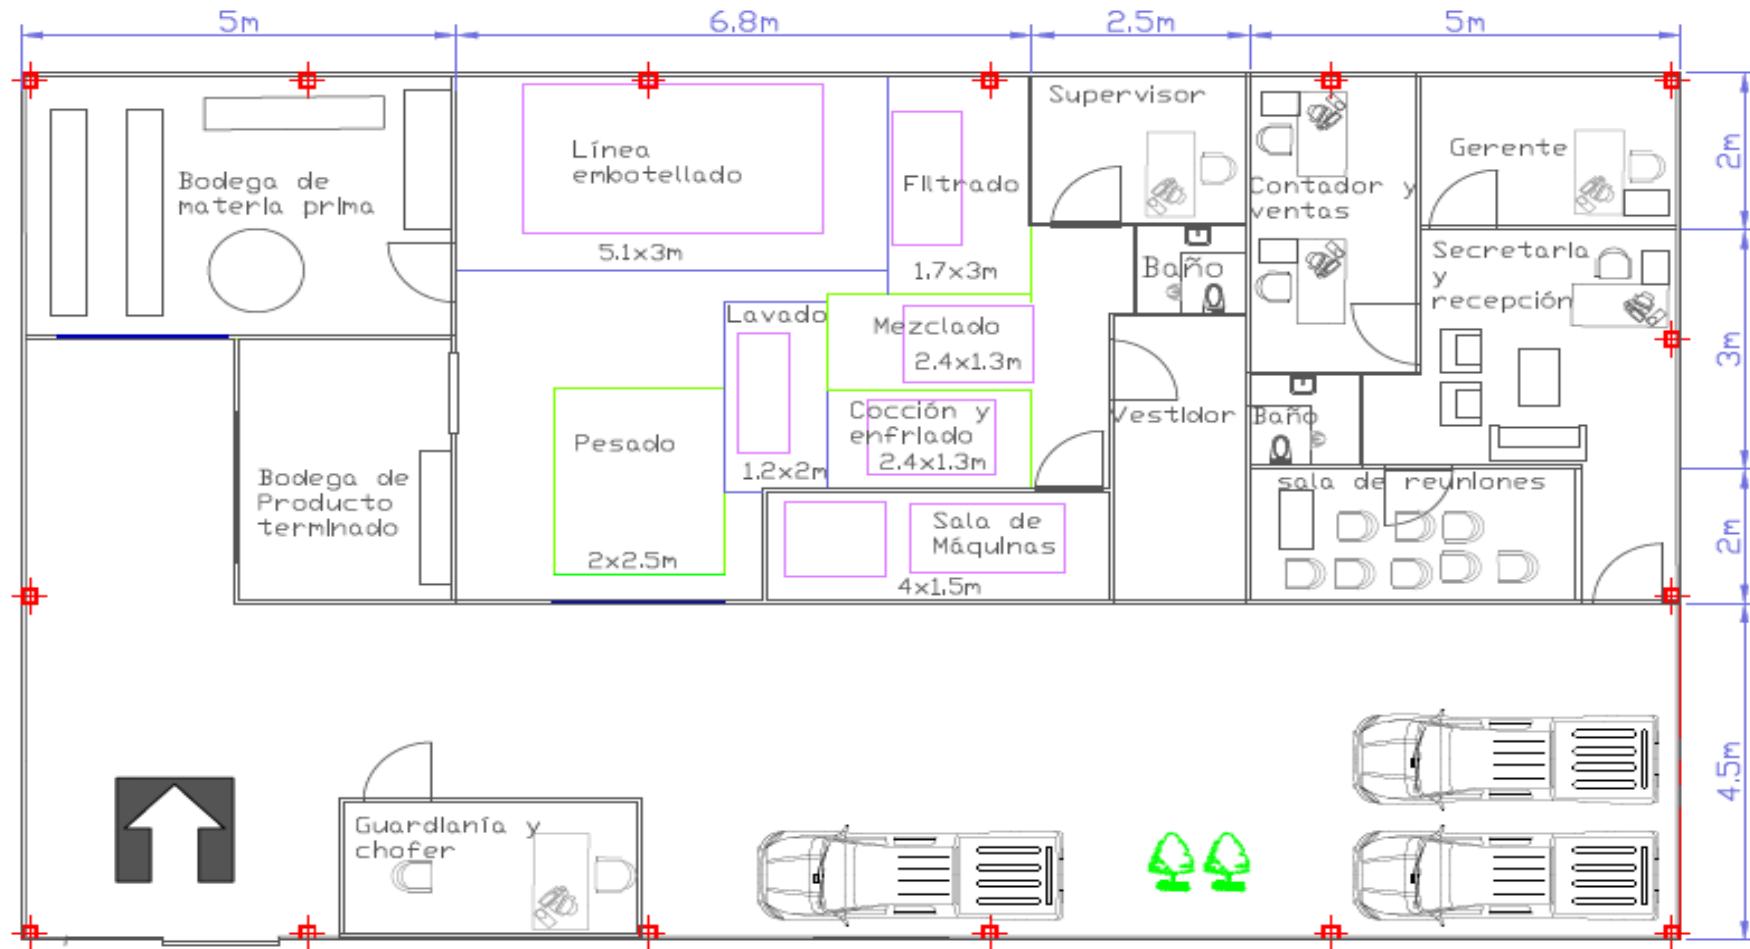 5m
6.8m
2.5m
5m
Supervisor
Línea
embotellado
Gerente
2m
Bodega de
materia prima
Filtrado
Contador y
ventas
5.1x3m
1.7x3m
Baño
Secretaria
y
recepción
Lavado
Mezclado
2.4x1.3m
3m
Pesado
Cocción y
enfriado
2.4x1.3m
Vestidor
Baño
1.2x2m
Bodega de
Producto
terminado
sala de reuniones
Sala de
Máquinas
2m
2x2.5m
4x1.5m
4.5m
Guardianía y
chofer